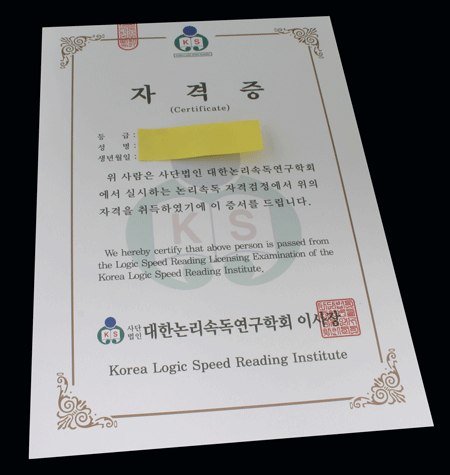 KS
자 격 증
(Certificate)
등 급 :
성 명 :
생년월일 :
위 사람은 사단법인 대한논리속독연구학회
에서 실시하는 논리속독 자격검정에서 위의
자격을 취득하였기에 이 증서를 드립니다.
KS
We hereby certify that above person is passed from
the Logic Speed Reading Licensing Examination of the
Korea Logic Speed Reading Institute.
KS
사단
법인 대한논리속독연구학회 이사장
Korea Logic Speed Reading Institute